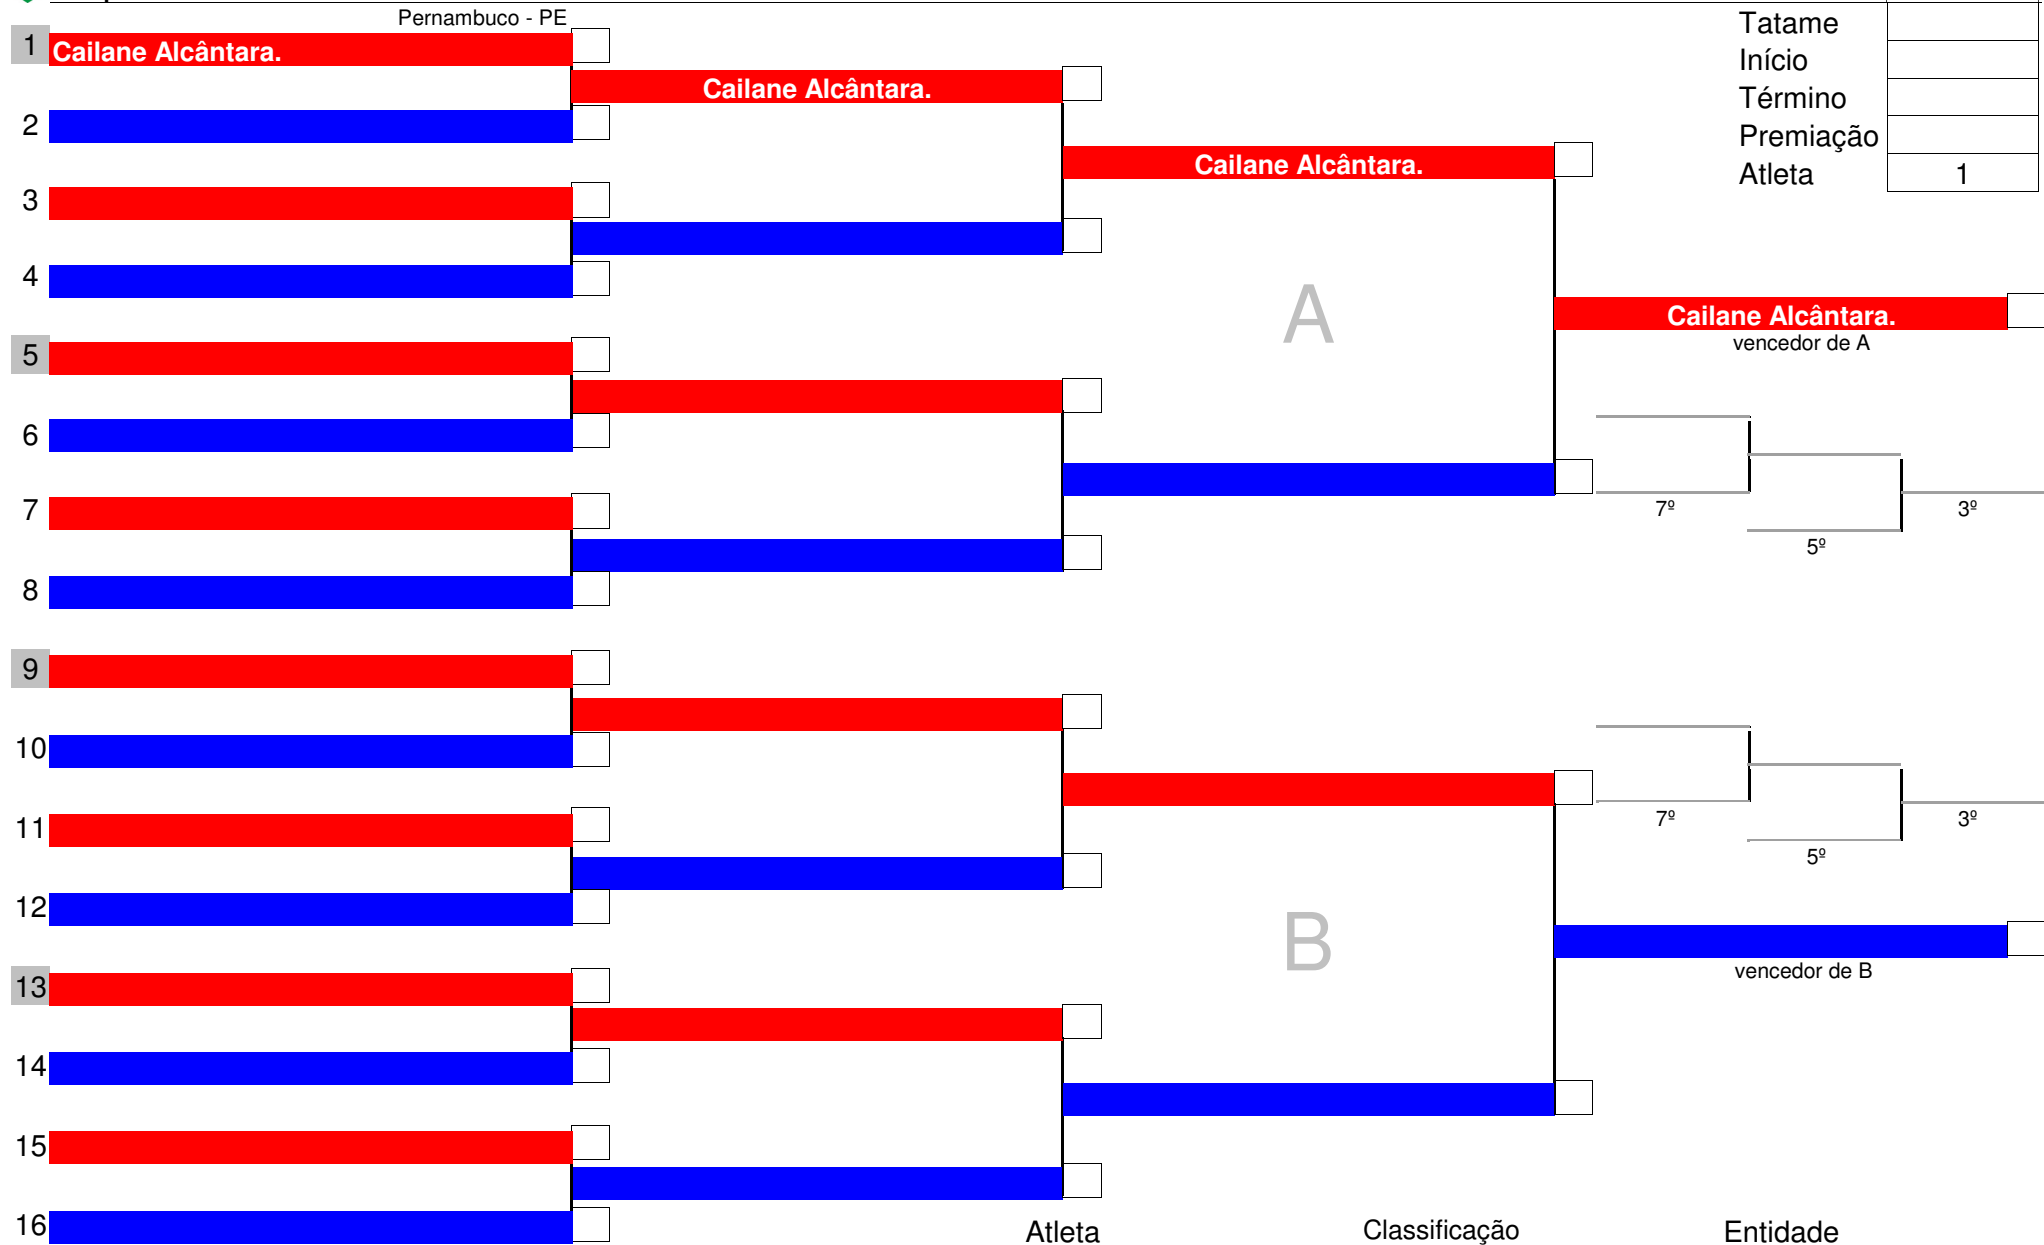 Pernambuco - PE
Tatame
1 Cailane Alcântara.
Início
Cailane Alcântara.
Término
2
Premiação
Cailane Alcântara.
Atleta 1
3
4
A
Cailane Alcântara.
vencedor de A
5
6
7
7º 3º
5º
8
9
10
11
7º 3º
5º
12
B
vencedor de B
13
14
15
16
Atleta Classificação Entidade